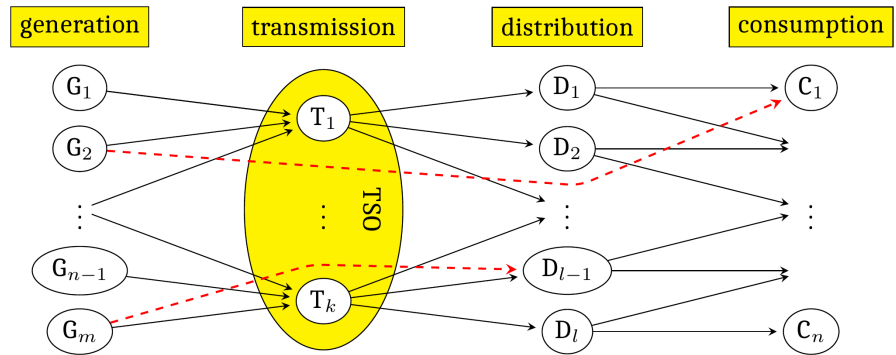 generation transmission distribution consumption
G₁ T₁ D₁ C₁
G₂ D₂
⋮ ⋮ TSO ⋮ ⋮
Gₙ₋₁ Tₖ Dₗ₋₁
Gₘ Dₗ Cₙ